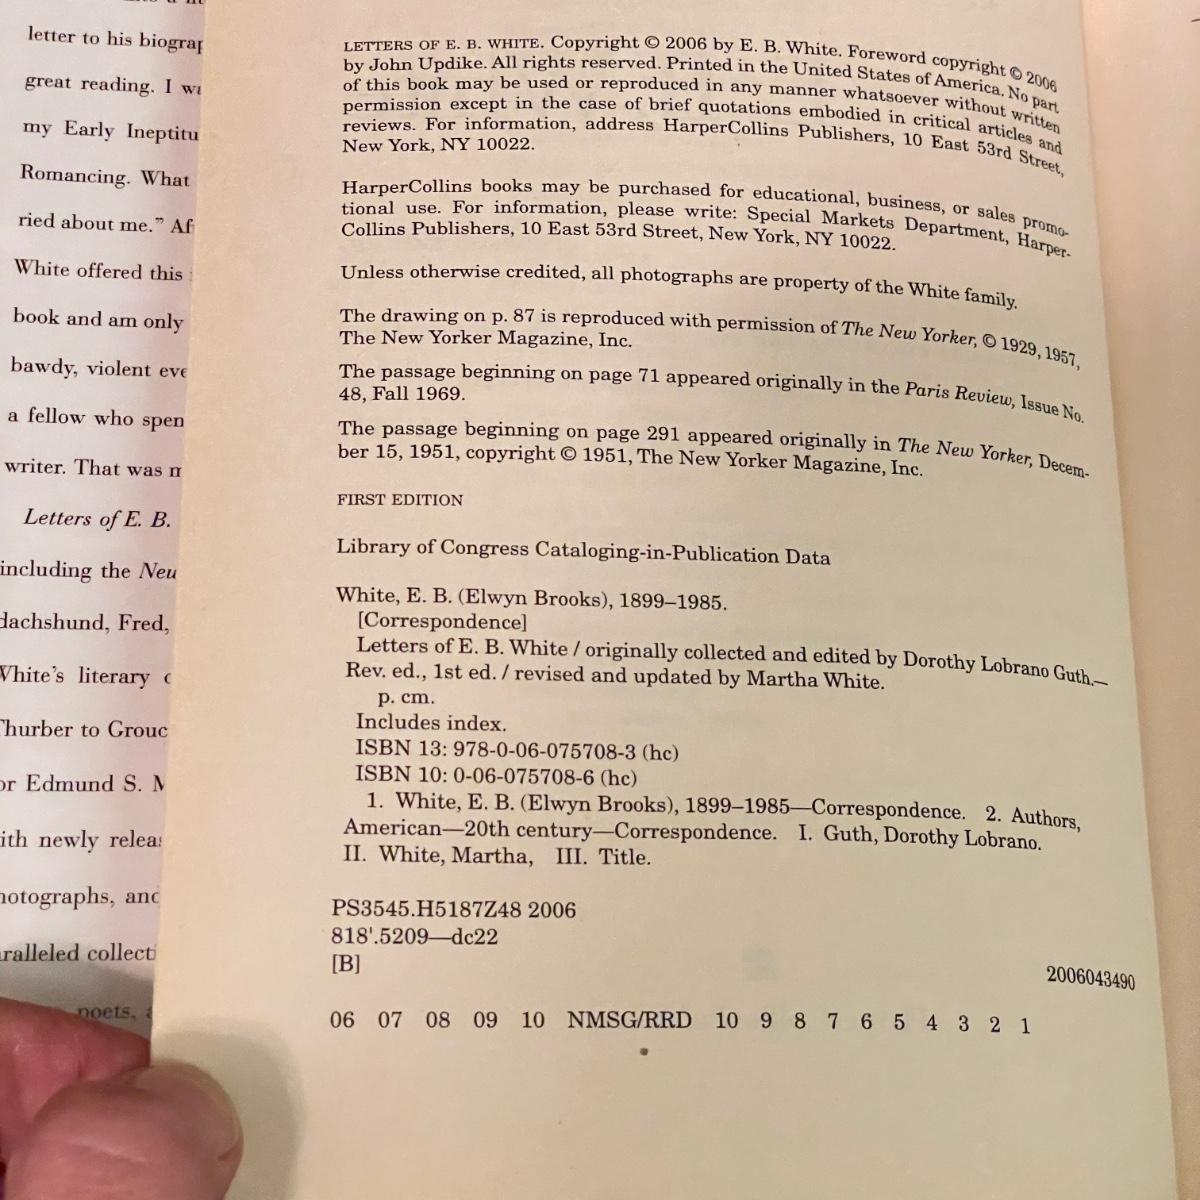 letter to his
great reading. I
my Early
Romancing. What
ried about me."
White offered this
book and am only
bawdy, violent
a fellow who
writer. That was
Letters of E. B.
including the
dachshund, Fred,
White's literary
Thurber to
or Edmund S.
with newly
photographs,
poets,
LETTERS OF E. B. WHITE. Copyright © 2006 by E. B. White. Foreword copyright © 2006
by John Updike. All rights reserved. Printed in the United States of America. No part
of this book may be used or reproduced in any manner whatsoever without written
permission except in the case of brief quotations embodied in critical articles and
reviews. For information, address HarperCollins Publishers, 10 East 53rd Street,
New York, NY 10022.
HarperCollins books may be purchased for educational, business, or sales promo-
tional use. For information, please write: Special Markets Department, Harper-
Collins Publishers, 10 East 53rd Street, New York, NY 10022.
Unless otherwise credited, all photographs are property of the White family.
The drawing on p. 87 is reproduced with permission of The New Yorker, © 1929, 1957,
The New Yorker Magazine, Inc.
The passage beginning on page 71 appeared originally in the Paris Review, Issue No.
48, Fall 1969.
The passage beginning on page 291 appeared originally in The New Yorker, Decem-
ber 15, 1951, copyright © 1951, The New Yorker Magazine, Inc.
FIRST EDITION
Library of Congress Cataloging-in-Publication Data
White, E. B. (Elwyn Brooks), 1899–1985.
[Correspondence]
Letters of E. B. White / originally collected and edited by Dorothy Lobrano Guth.—
Rev. ed., 1st ed. / revised and updated by Martha White.
p. cm.
Includes index.
ISBN 13: 978-0-06-075708-3 (hc)
ISBN 10: 0-06-075708-6 (hc)
1. White, E. B. (Elwyn Brooks), 1899–1985—Correspondence. 2. Authors,
American—20th century—Correspondence. I. Guth, Dorothy Lobrano.
II. White, Martha, III. Title.
PS3545.H5187Z48 2006
818'.5209—dc22
[B]
2006043490
06 07 08 09 10 NMSG/RRD 10 9 8 7 6 5 4 3 2 1